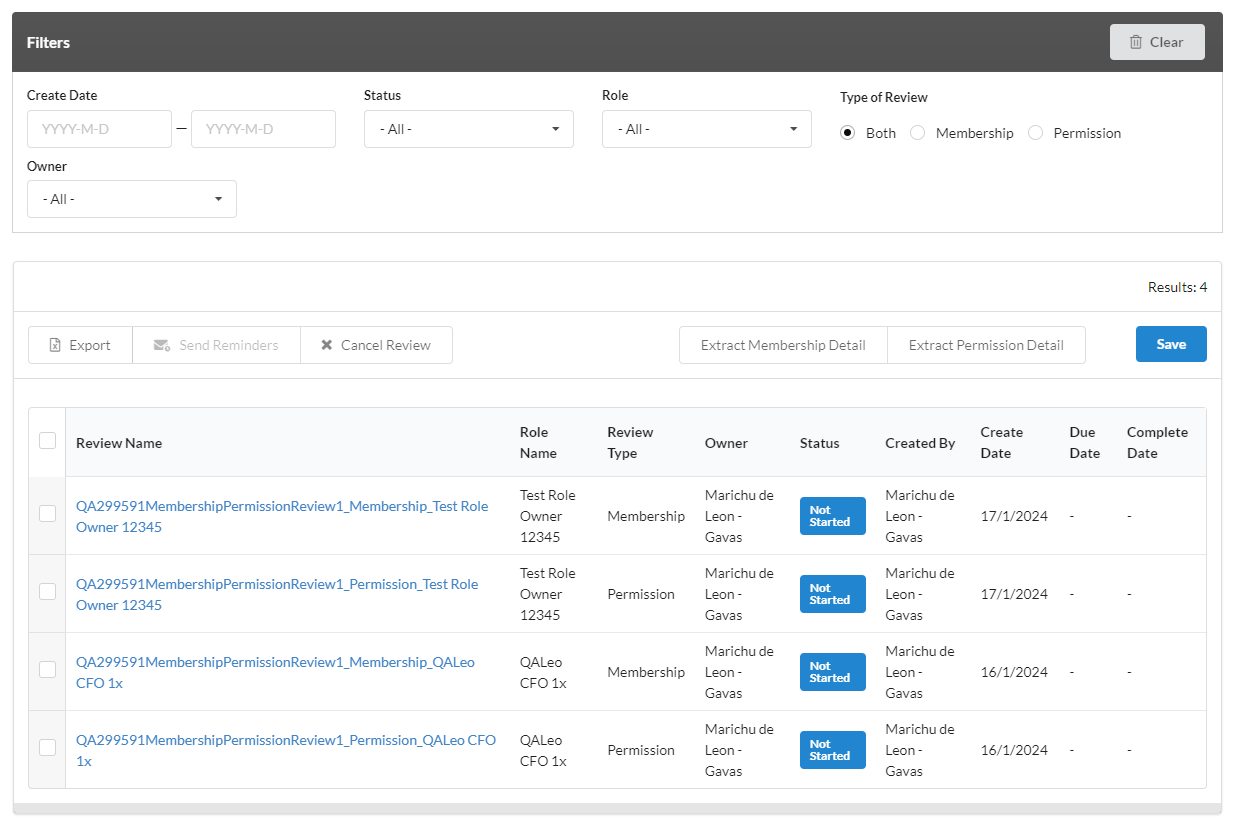 Filters
Clear
Create Date
Status
Role
Type of Review
YYYY-M-D — YYYY-M-D
- All -
- All -
Both Membership Permission
Owner
- All -
Results: 4
Export Send Reminders Cancel Review Extract Membership Detail Extract Permission Detail Save
Review Name
Role
Name
Review
Type
Owner
Status
Created By
Create
Date
Due
Date
Complete
Date
QA299591MembershipPermissionReview1_Membership_Test Role
Owner 12345
Test Role
Owner
12345
Membership
Marichu de
Leon -
Gavas
Not
Started
Marichu de
Leon -
Gavas
17/1/2024
-
-
QA299591MembershipPermissionReview1_Permission_Test Role
Owner 12345
Test Role
Owner
12345
Permission
Marichu de
Leon -
Gavas
Not
Started
Marichu de
Leon -
Gavas
17/1/2024
-
-
QA299591MembershipPermissionReview1_Membership_QALeo
CFO 1x
QALeo
CFO 1x
Membership
Marichu de
Leon -
Gavas
Not
Started
Marichu de
Leon -
Gavas
16/1/2024
-
-
QA299591MembershipPermissionReview1_Permission_QALeo CFO
1x
QALeo
CFO 1x
Permission
Marichu de
Leon -
Gavas
Not
Started
Marichu de
Leon -
Gavas
16/1/2024
-
-